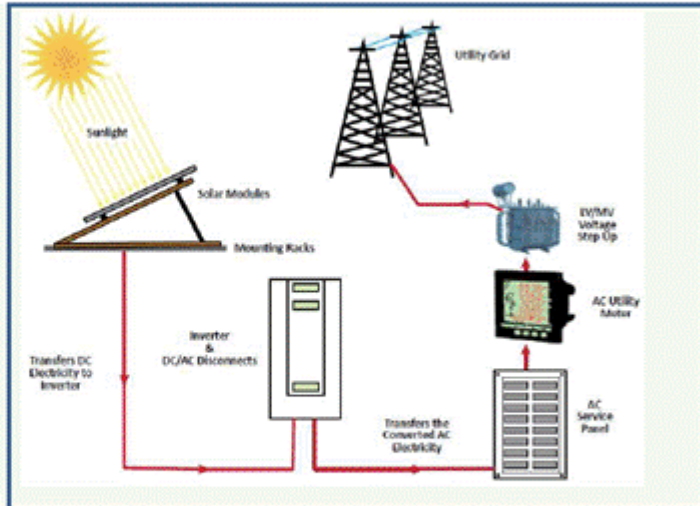 Utility Grid
Sunlight
Solar Modules
LV/MV
Voltage
Step Up
Mounting Racks
AC Utility
Meter
Inverter
&
DC/AC Disconnects
Transfers DC
Electricity to
Inverter
AC
Service
Panel
Transfers the
Converted AC
Electricity